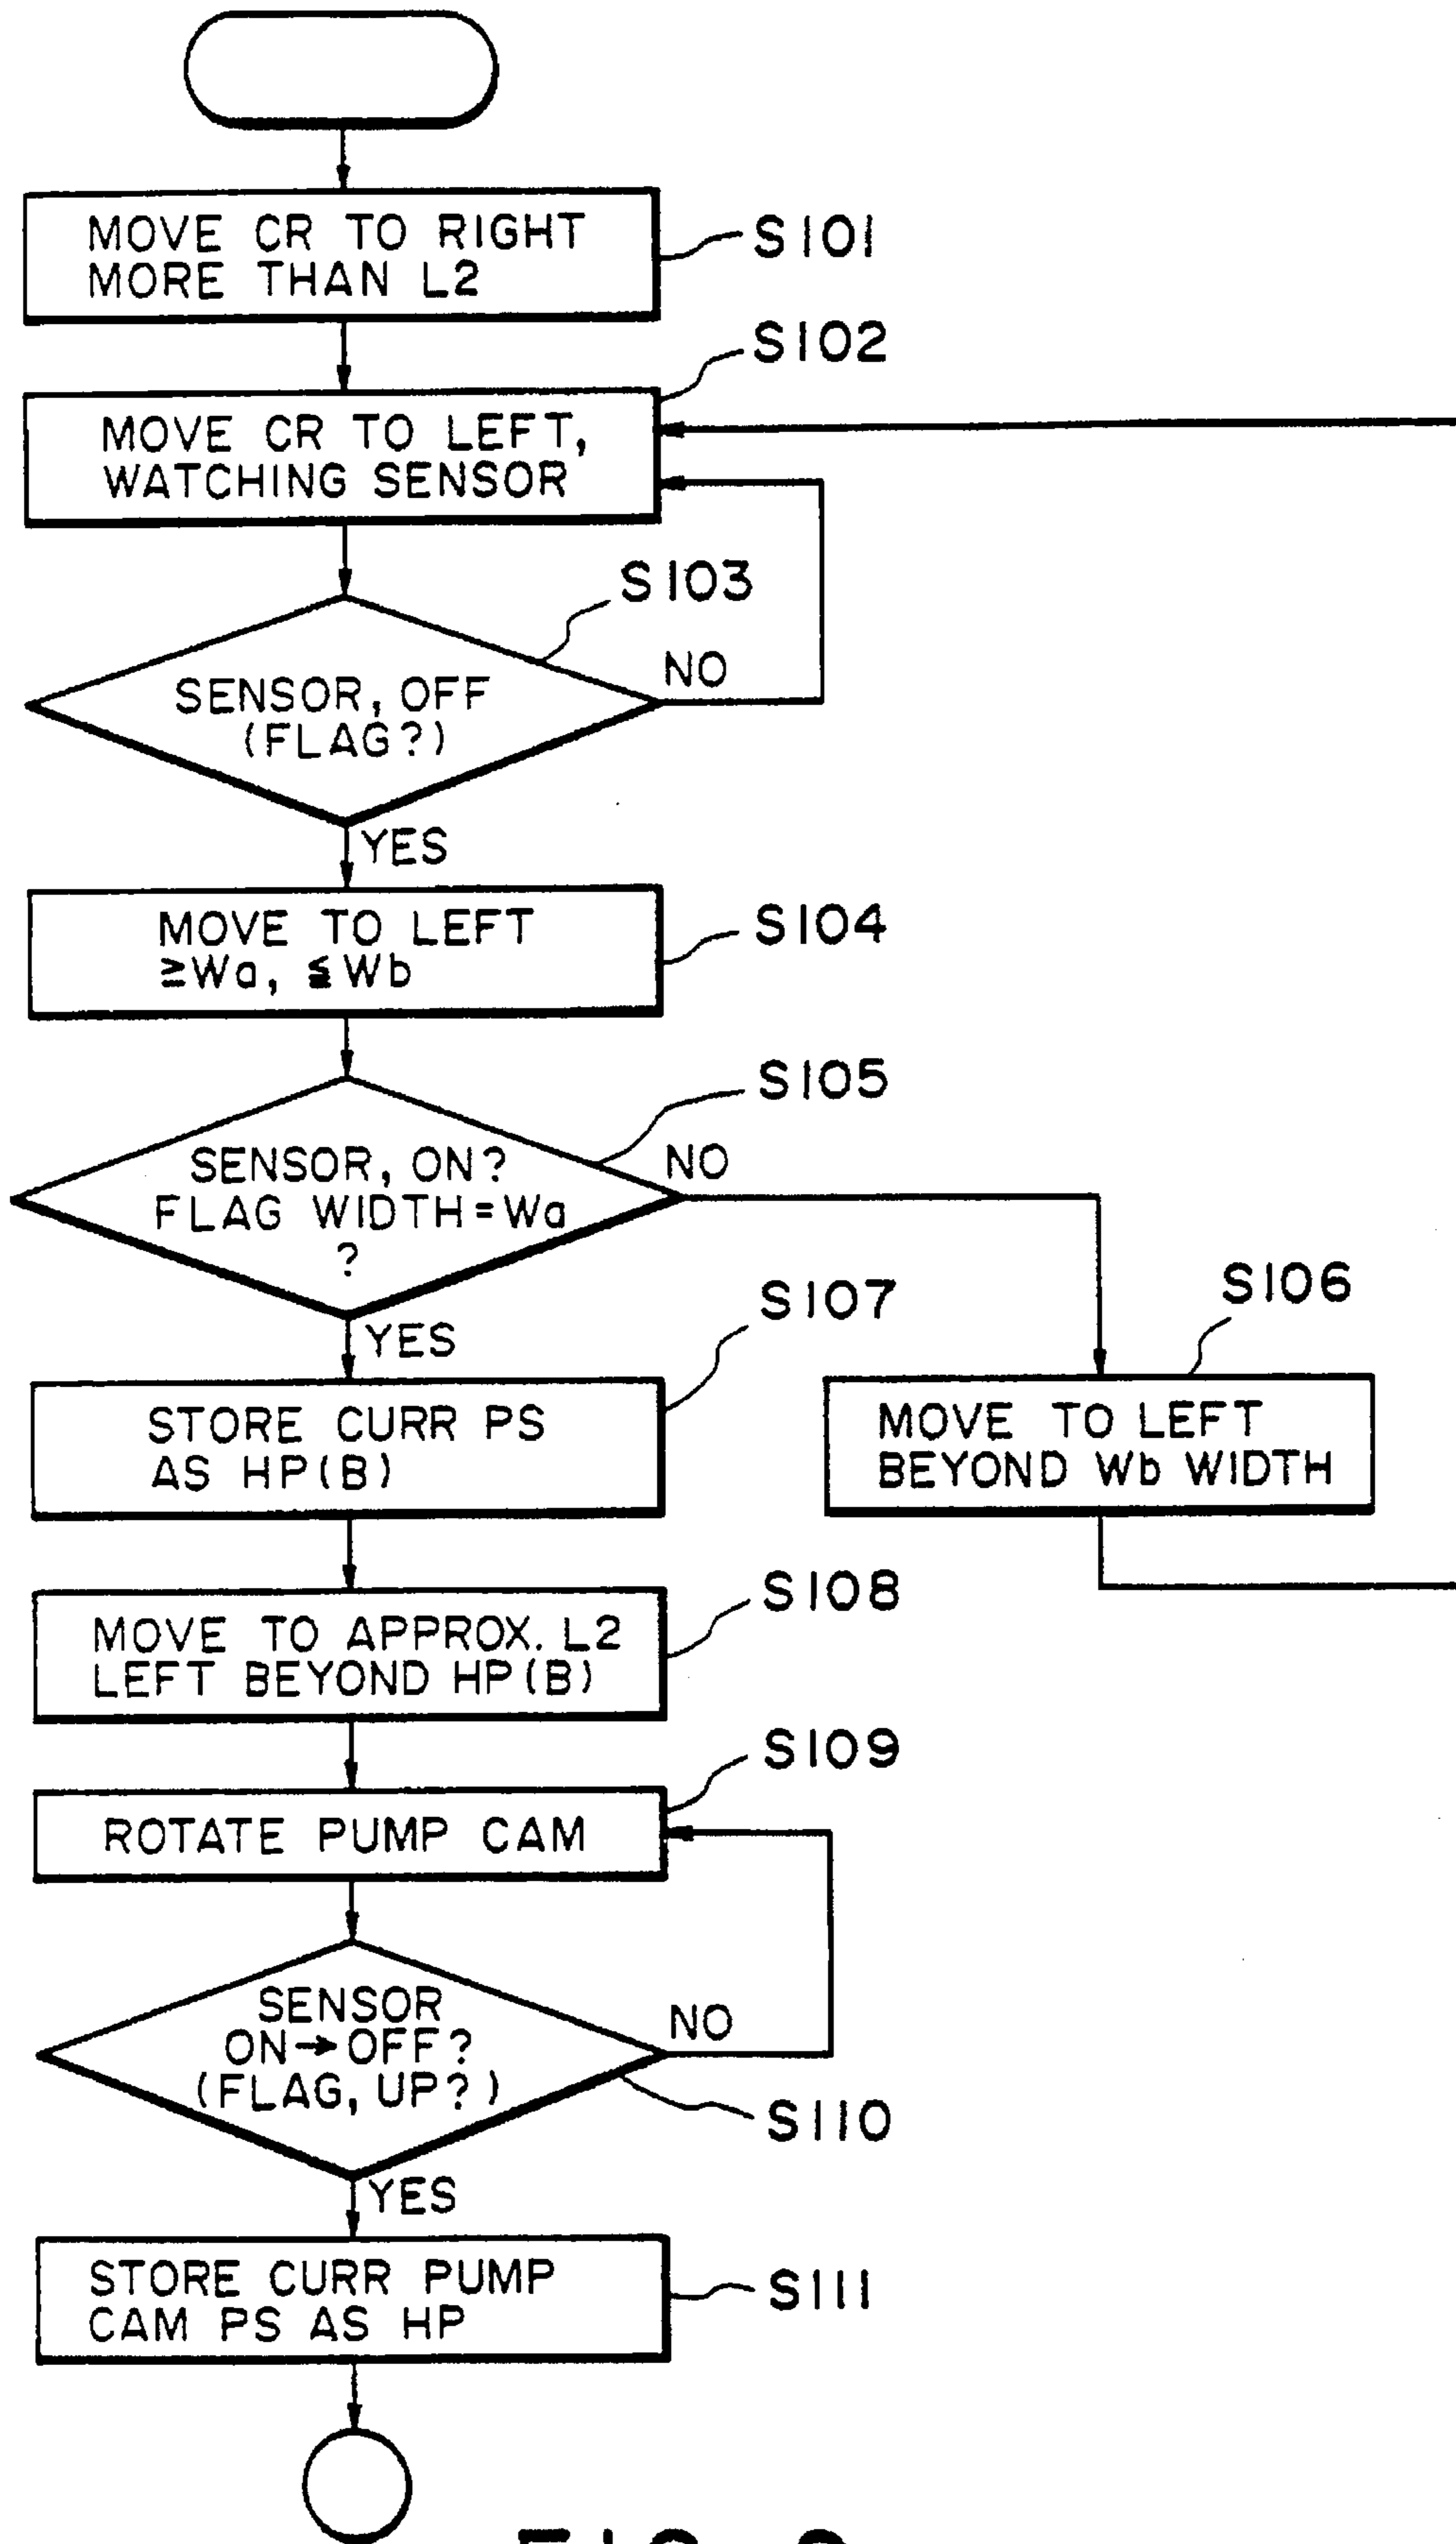 MOVE CR TO RIGHT
MORE THAN L2
S101
S102
MOVE CR TO LEFT,
WATCHING SENSOR
S103
SENSOR, OFF
(FLAG?)
NO
YES
MOVE TO LEFT
≥Wa, ≦Wb
S104
S105
SENSOR, ON?
FLAG WIDTH=Wa
?
NO
YES
S107
STORE CURR PS
AS HP(B)
S106
MOVE TO LEFT
BEYOND Wb WIDTH
S108
MOVE TO APPROX. L2
LEFT BEYOND HP(B)
S109
ROTATE PUMP CAM
SENSOR
ON→OFF?
(FLAG, UP?)
NO
S110
YES
STORE CURR PUMP
CAM PS AS HP
S111